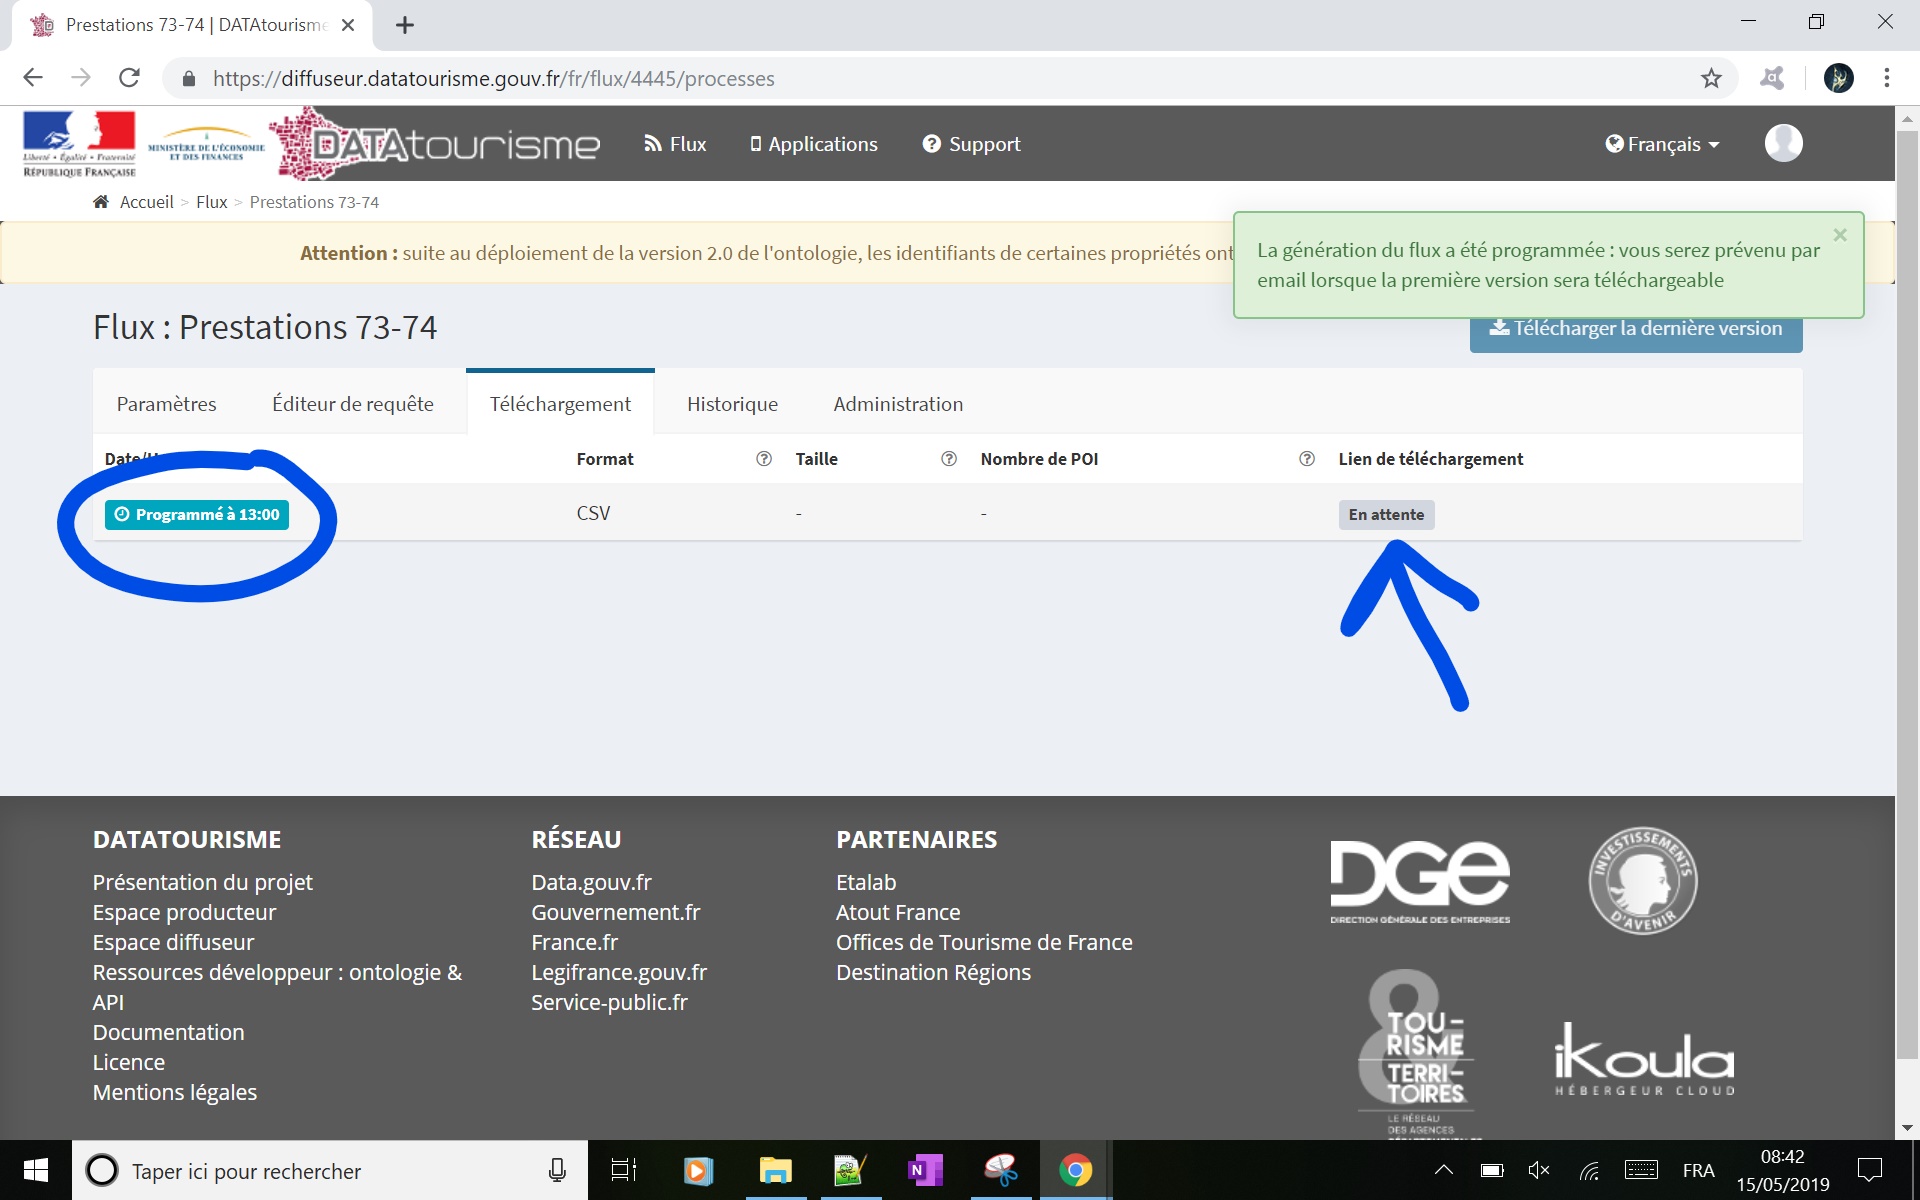 Prestations 73-74 | DATAtourisme
https://diffuseur.datatourisme.gouv.fr/fr/flux/4445/processes
Liberté • Égalité • Fraternité
RÉPUBLIQUE FRANÇAISE
MINISTÈRE DE L'ÉCONOMIE
ET DES FINANCES
DATAtourisme
Flux
Applications
Support
Français
Accueil > Flux > Prestations 73-74
Attention : suite au déploiement de la version 2.0 de l'ontologie, les identifiants de certaines propriétés ont
La génération du flux a été programmée : vous serez prévenu par
email lorsque la première version sera téléchargeable
×
Flux : Prestations 73-74
Télécharger la dernière version
Paramètres
Éditeur de requête
Téléchargement
Historique
Administration
Format
Taille
Nombre de POI
Lien de téléchargement
Programmé à 13:00
CSV
-
-
En attente
DATATOURISME
Présentation du projet
Espace producteur
Espace diffuseur
Ressources développeur : ontologie &
API
Documentation
Licence
Mentions légales
RÉSEAU
Data.gouv.fr
Gouvernement.fr
France.fr
Legifrance.gouv.fr
Service-public.fr
PARTENAIRES
Etalab
Atout France
Offices de Tourisme de France
Destination Régions
DGE
DIRECTION GÉNÉRALE DES ENTREPRISES
INVESTISSEMENTS
D'AVENIR
&
TOU-
RISME
TERRI-
TOIRES
LE RÉSEAU
DES AGENCES
ikoula
HÉBERGEUR CLOUD
Taper ici pour rechercher
FRA
08:42
15/05/2019